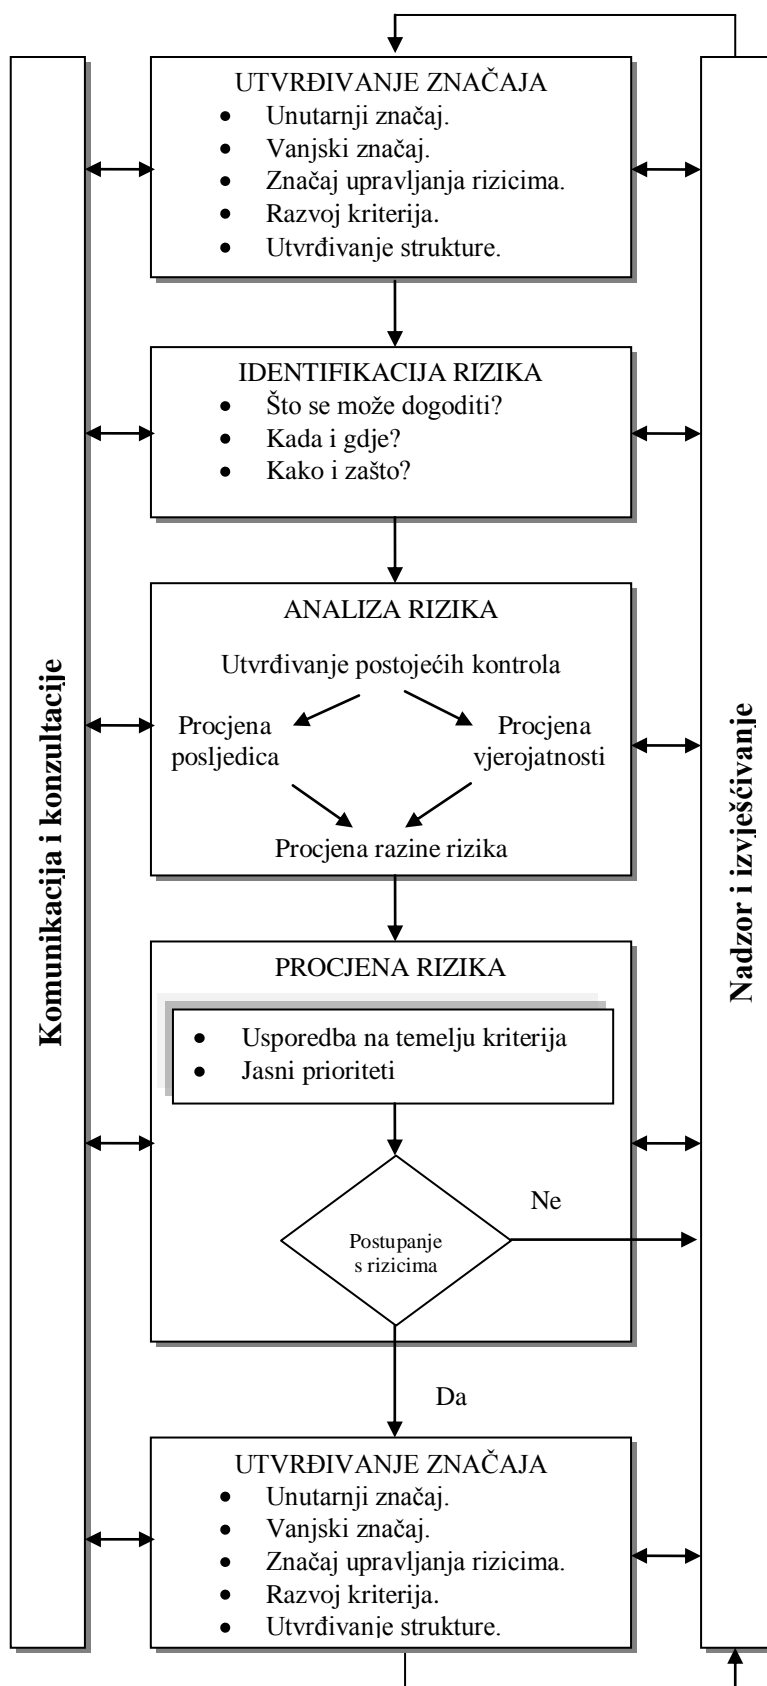 UTVRĐIVANJE ZNAČAJA
• Unutarnji značaj.
• Vanjski značaj.
• Značaj upravljanja rizicima.
• Razvoj kriterija.
• Utvrđivanje strukture.
IDENTIFIKACIJA RIZIKA
• Što se može dogoditi?
• Kada i gdje?
• Kako i zašto?
ANALIZA RIZIKA
Utvrđivanje postojećih kontrola
Procjena
posljedica
Procjena
vjerojatnosti
Procjena razine rizika
Komunikacija i konzultacije
Nadzor i izvješćivanje
PROCJENA RIZIKA
• Usporedba na temelju kriterija
• Jasni prioriteti
Ne
Postupanje
s rizicima
Da
UTVRĐIVANJE ZNAČAJA
• Unutarnji značaj.
• Vanjski značaj.
• Značaj upravljanja rizicima.
• Razvoj kriterija.
• Utvrđivanje strukture.